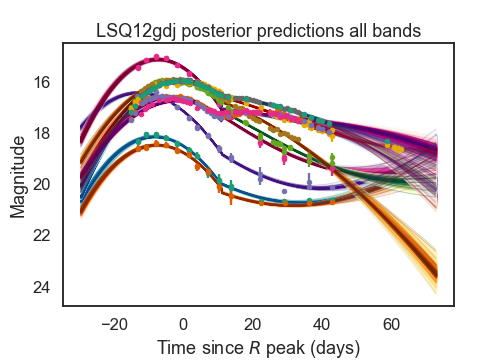 LSQ12gdj posterior predictions all bands
Magnitude
16
18
20
22
24
−20 0 20 40 60
Time since R peak (days)